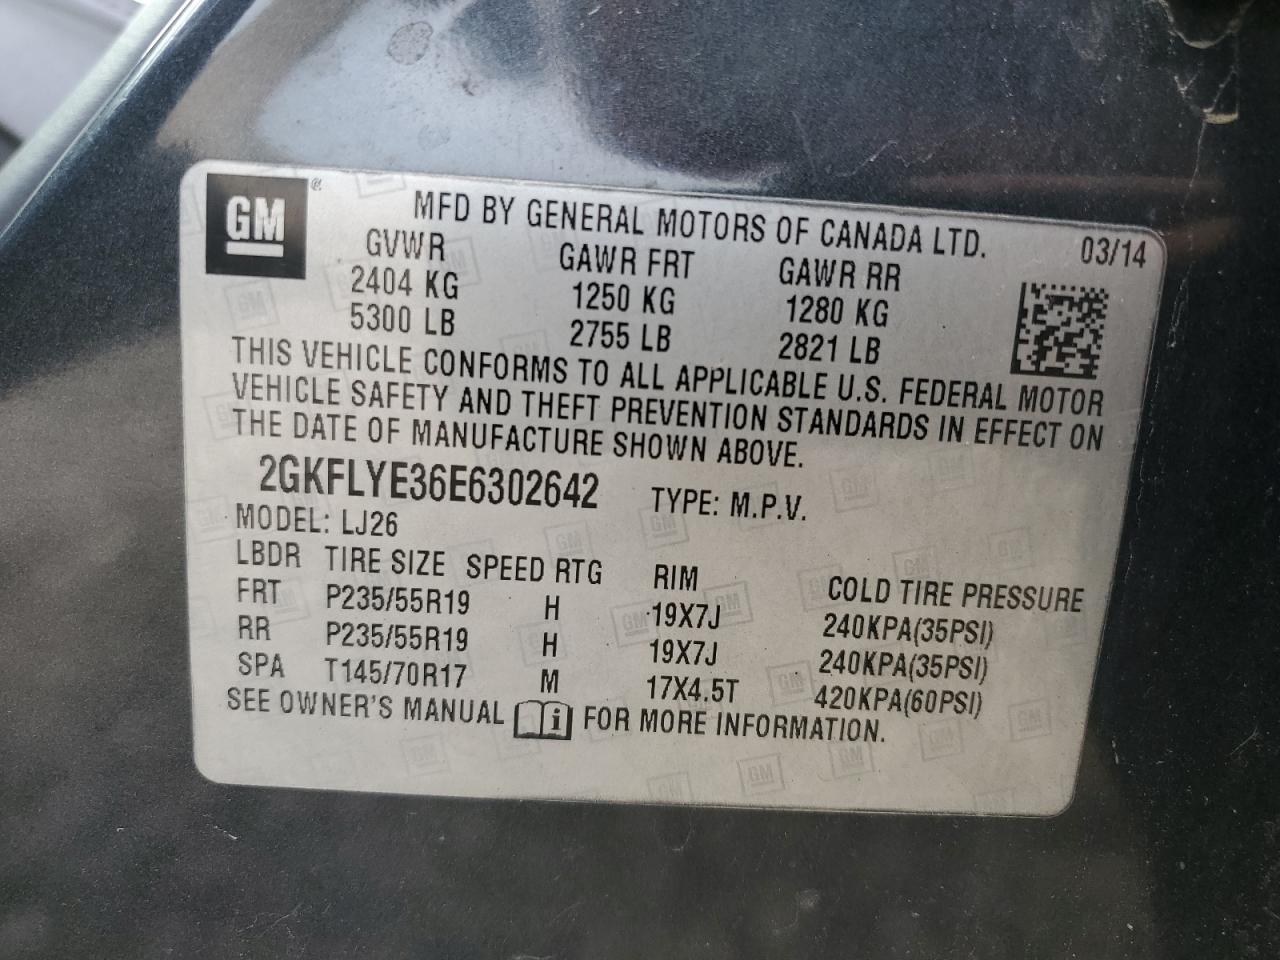 GM
MFD BY GENERAL MOTORS OF CANADA LTD. 03/14
GVWR GAWR FRT GAWR RR
2404 KG 1250 KG 1280 KG
5300 LB 2755 LB 2821 LB
THIS VEHICLE CONFORMS TO ALL APPLICABLE U.S. FEDERAL MOTOR
VEHICLE SAFETY AND THEFT PREVENTION STANDARDS IN EFFECT ON
THE DATE OF MANUFACTURE SHOWN ABOVE.
2GKFLYE36E6302642 TYPE: M.P.V.
MODEL: LJ26
LBDR TIRE SIZE SPEED RTG RIM COLD TIRE PRESSURE
FRT P235/55R19 H 19X7J 240KPA(35PSI)
RR P235/55R19 H 19X7J 240KPA(35PSI)
SPA T145/70R17 M 17X4.5T 420KPA(60PSI)
SEE OWNER'S MANUAL i FOR MORE INFORMATION.